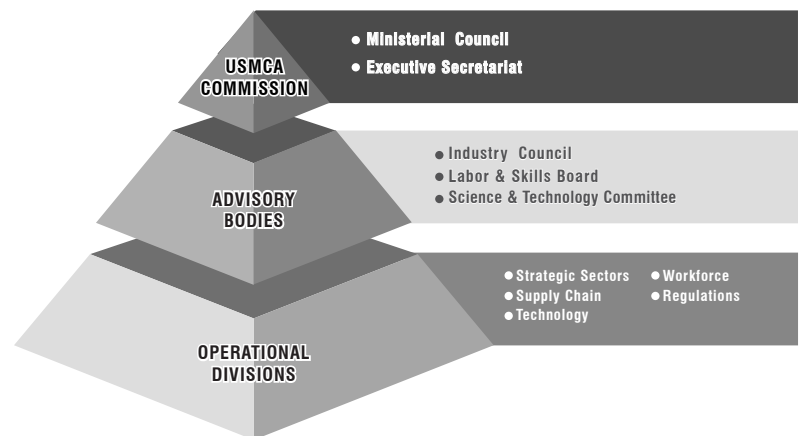 USMCA
COMMISSION
● Ministerial Council
● Executive Secretariat
ADVISORY
BODIES
● Industry Council
● Labor & Skills Board
● Science & Technology Committee
OPERATIONAL
DIVISIONS
● Strategic Sectors
● Supply Chain
● Technology
● Workforce
● Regulations